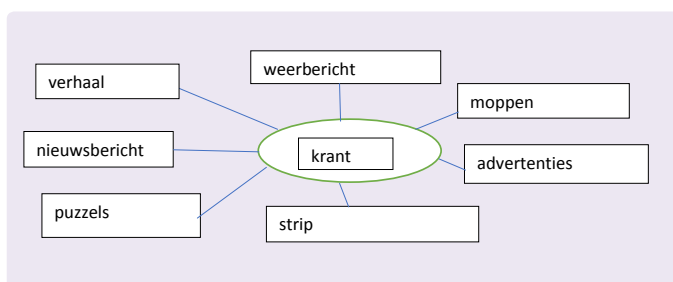 weerbericht
verhaal
moppen
nieuwsbericht
krant
advertenties
puzzels
strip